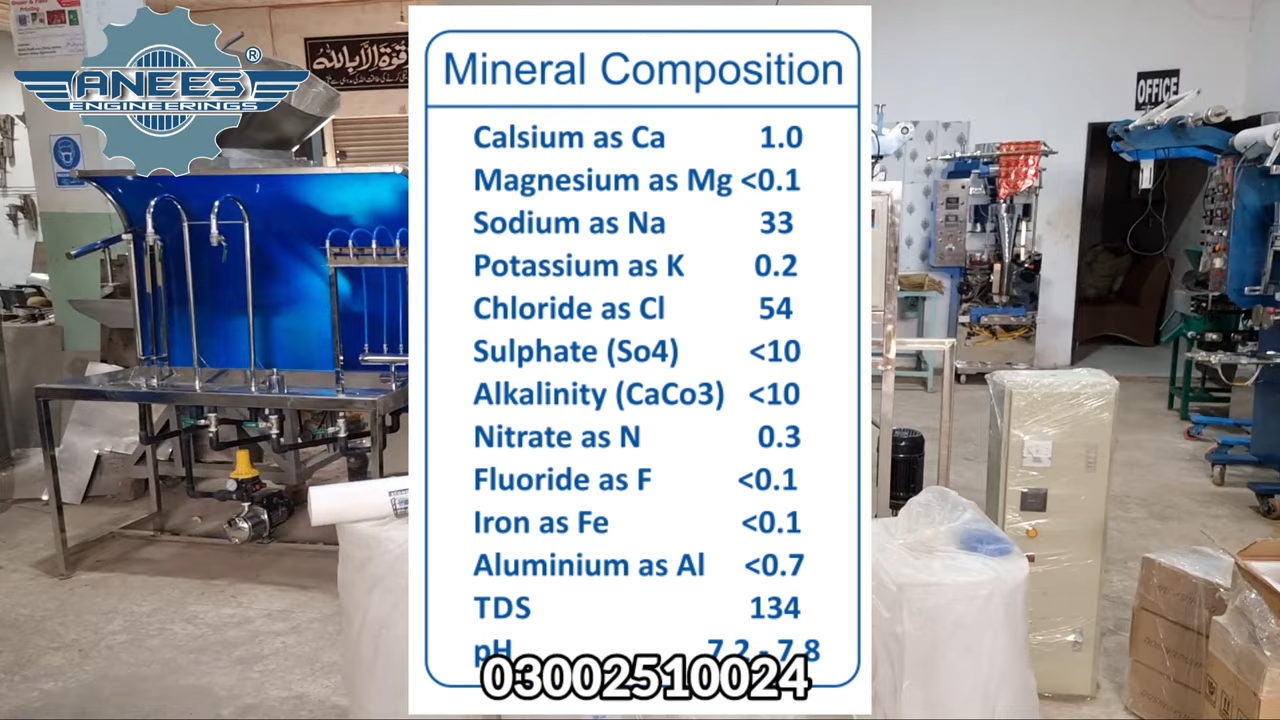 ANEES
ENGINEERINGS
®
قوة الا بالله
OFFICE
Mineral Composition
Calsium as Ca 1.0
Magnesium as Mg <0.1
Sodium as Na 33
Potassium as K 0.2
Chloride as Cl 54
Sulphate (So4) <10
Alkalinity (CaCo3) <10
Nitrate as N 0.3
Fluoride as F <0.1
Iron as Fe <0.1
Aluminium as Al <0.7
TDS 134
pH 7.2 - 7.8
03002510024